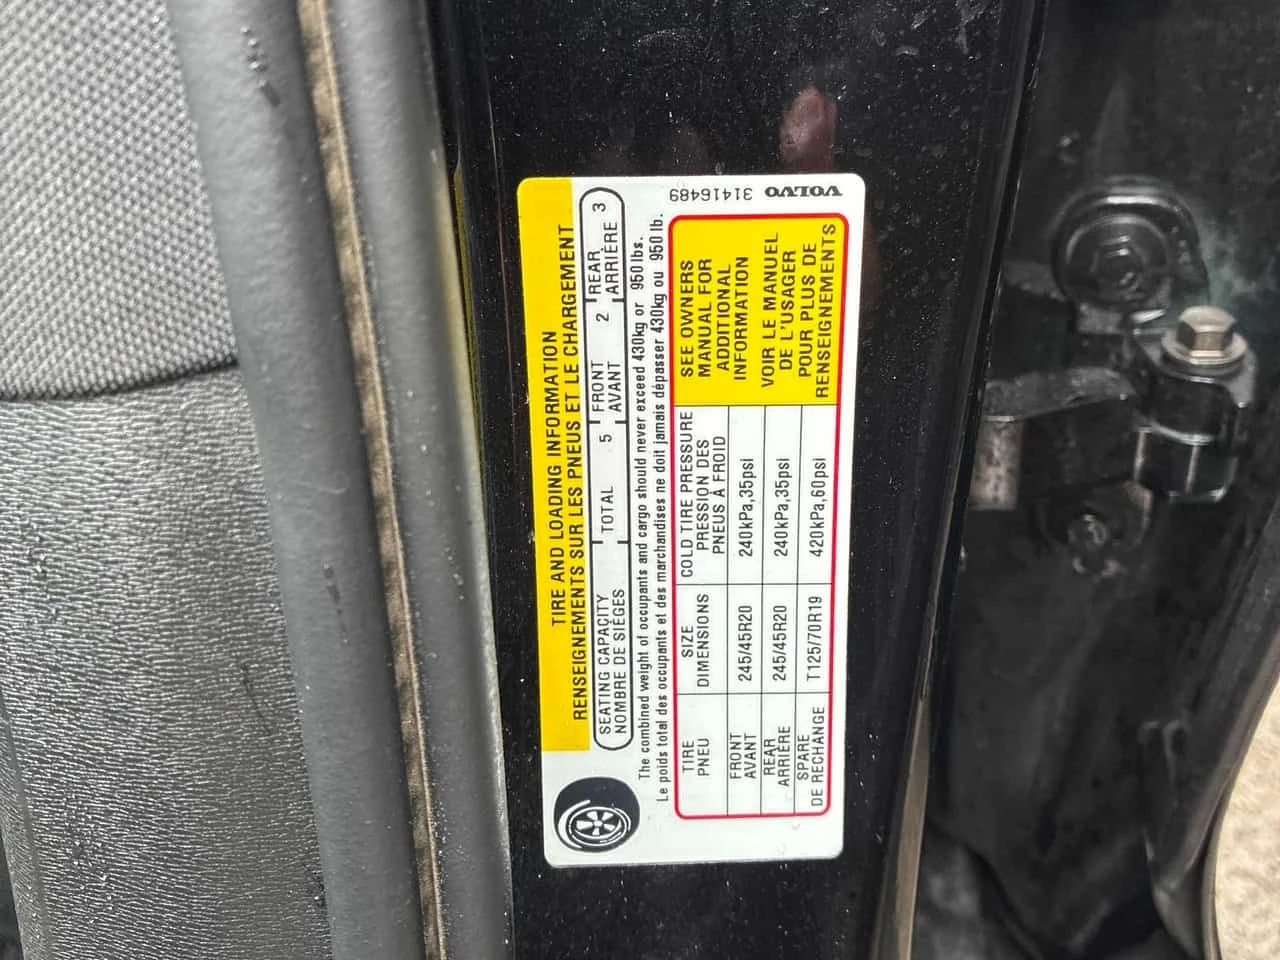 TIRE AND LOADING INFORMATION
RENSEIGNEMENTS SUR LES PNEUS ET LE CHARGEMENT
SEATING CAPACITY TOTAL 5 FRONT 2 REAR 3
NOMBRE DE SIÈGES AVANT ARRIÈRE
The combined weight of occupants and cargo should never exceed 430kg or 950 lbs.
Le poids total des occupants et des marchandises ne doit jamais dépasser 430kg ou 950 lb.
TIRE SIZE COLD TIRE PRESSURE
PNEU DIMENSIONS PRESSION DES
PNEUS À FROID
FRONT 245/45R20 240kPa,35psi
AVANT
REAR 245/45R20 240kPa,35psi
ARRIÈRE
SPARE T125/70R19 420kPa,60psi
DE RECHANGE
SEE OWNERS
MANUAL FOR
ADDITIONAL
INFORMATION
VOIR LE MANUEL
DE L'USAGER
POUR PLUS DE
RENSEIGNEMENTS
VOLVO 31416489